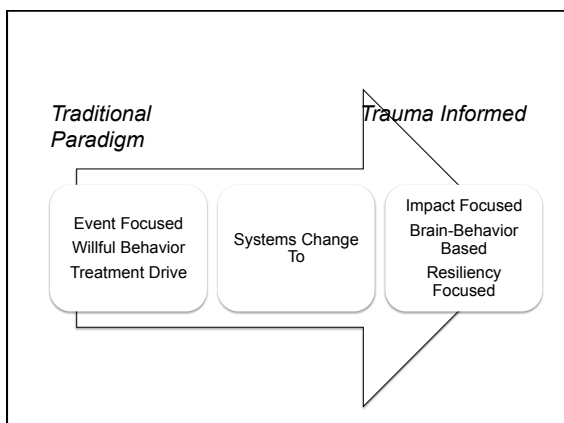 Traditional
Paradigm
Trauma Informed
Event Focused
Willful Behavior
Treatment Drive
Systems Change
To
Impact Focused
Brain-Behavior
Based
Resiliency
Focused